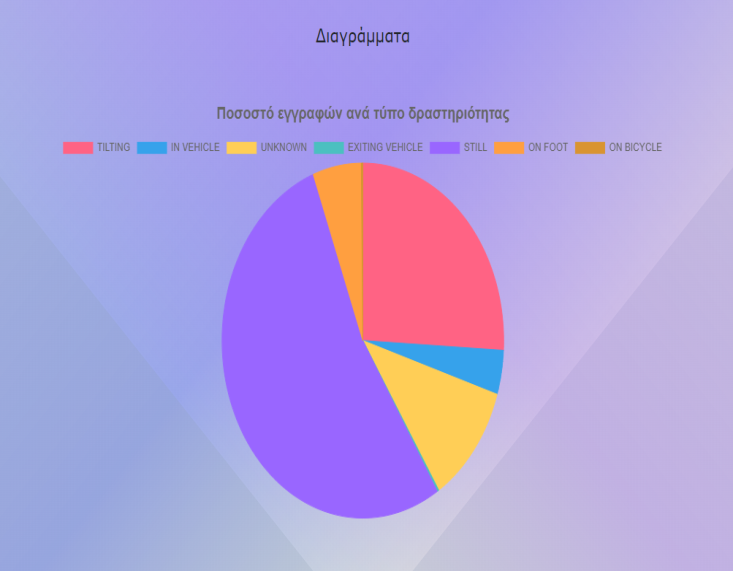 Διαγράμματα
Ποσοστό εγγραφών ανά τύπο δραστηριότητας
TILTING IN VEHICLE UNKNOWN EXITING VEHICLE STILL ON FOOT ON BICYCLE